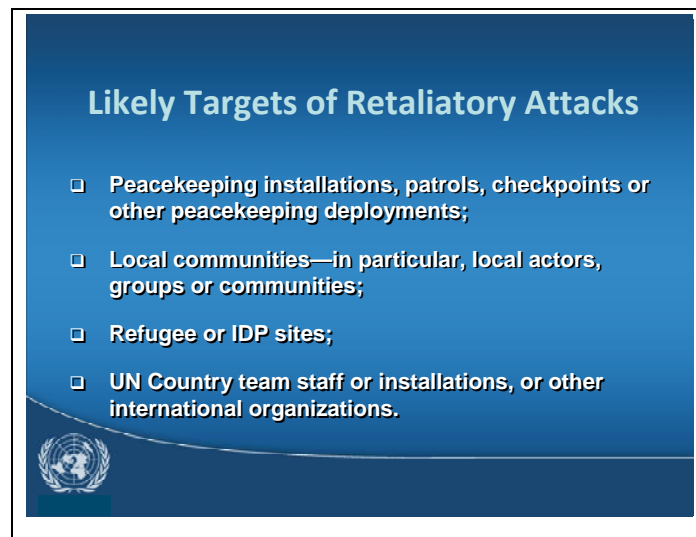 Likely Targets of Retaliatory Attacks
Peacekeeping installations, patrols, checkpoints or
other peacekeeping deployments;
Local communities—in particular, local actors,
groups or communities;
Refugee or IDP sites;
UN Country team staff or installations, or other
international organizations.